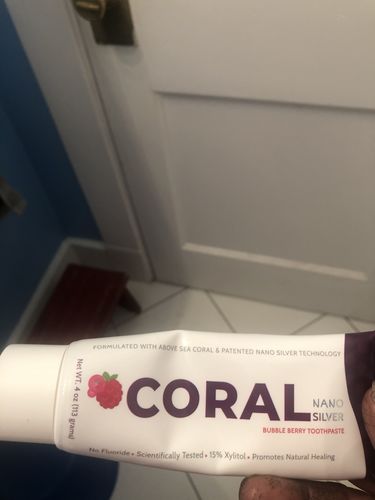 FORMULATED WITH ABOVE SEA CORAL & PATENTED NANO SILVER TECHNOLOGY
Net WT. 4 oz (113 grams)
CORAL
NANO
SILVER
BUBBLE BERRY TOOTHPASTE
No Fluoride • Scientifically Tested • 15% Xylitol • Promotes Natural Healing